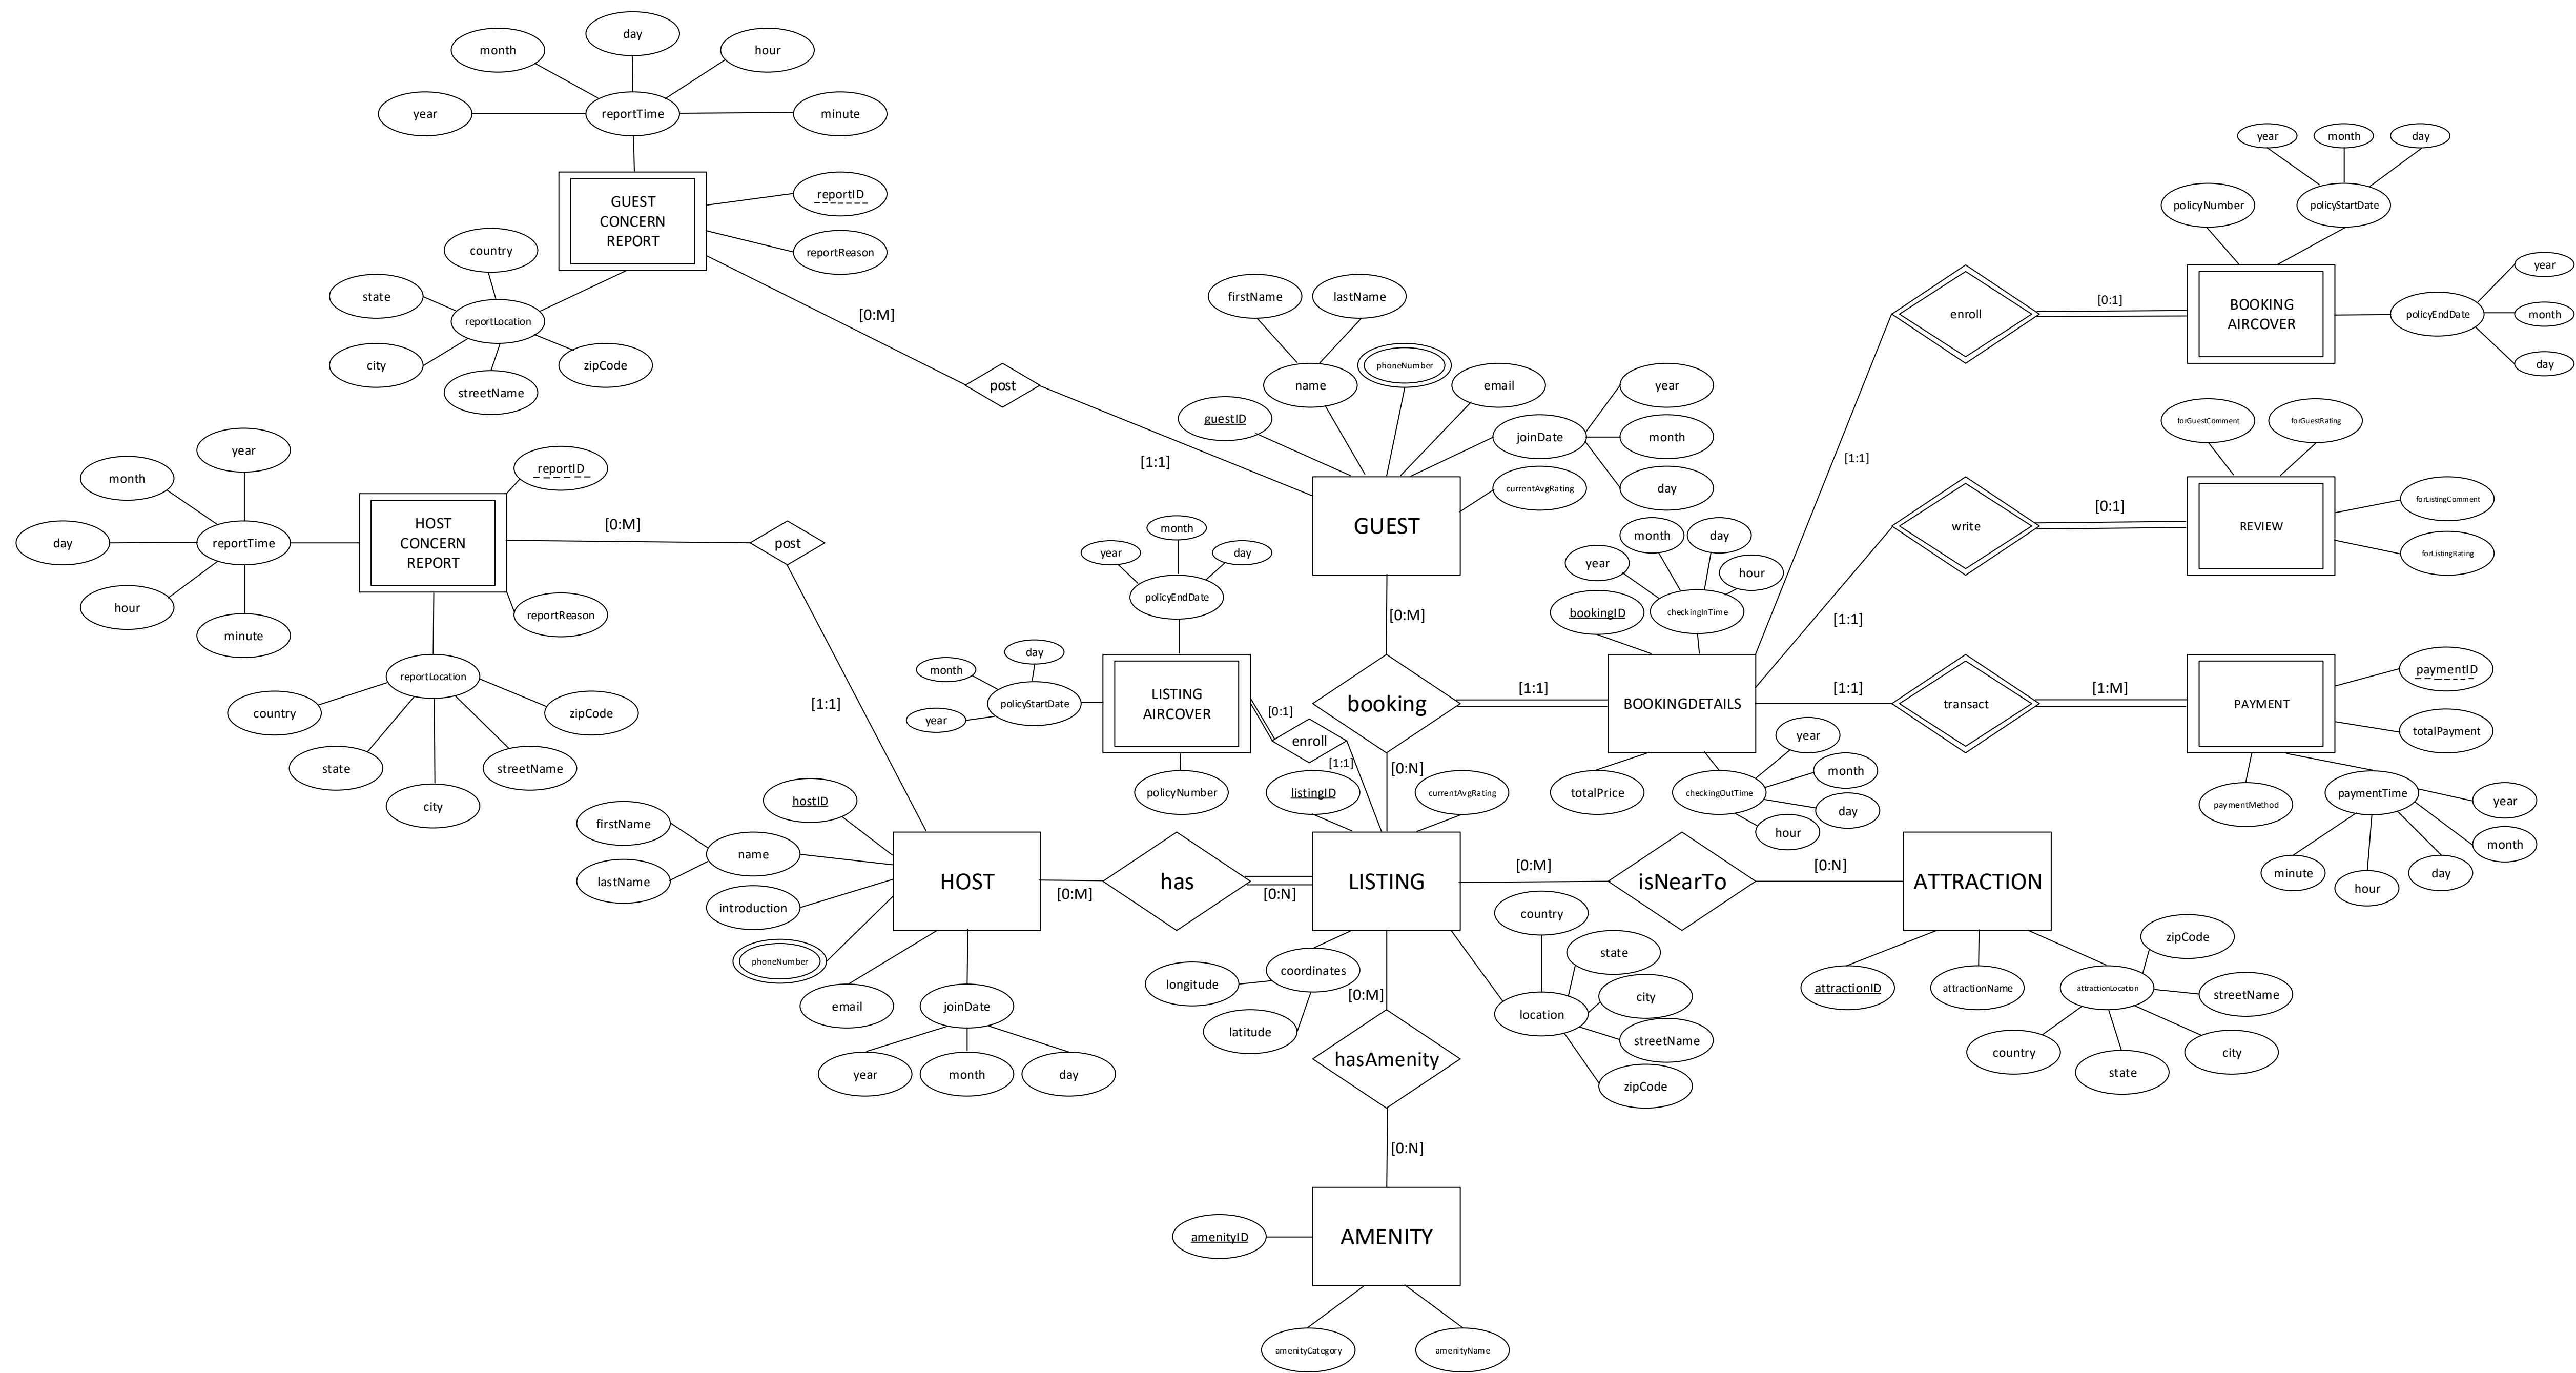 day
month
hour
year
reportTime
minute
GUEST
CONCERN
REPORT
reportID
reportReason
country
state
reportLocation
city
streetName
zipCode
[0:M]
post
[1:1]
year
month
day
policyNumber
policyStartDate
enroll
[0:1]
BOOKING
AIRCOVER
year
policyEndDate
month
day
[1:1]
firstName
lastName
name
phoneNumber
email
guestID
joinDate
year
month
day
currentAvgRating
GUEST
[0:M]
forGuestComment
forGuestRating
write
[0:1]
REVIEW
forListingComment
forListingRating
[1:1]
year
month
reportID
day
reportTime
HOST
CONCERN
REPORT
[0:M]
post
hour
minute
reportReason
reportLocation
country
zipCode
state
streetName
city
[1:1]
month
year
day
policyEndDate
day
month
policyStartDate
year
LISTING
AIRCOVER
policyNumber
[0:1]
enroll
[1:1]
month
day
year
hour
bookingID
checkingInTime
booking
[1:1]
BOOKINGDETAILS
[1:1]
transact
[1:M]
PAYMENT
paymentID
totalPayment
paymentMethod
paymentTime
year
month
day
hour
minute
totalPrice
checkingOutTime
year
month
day
hour
[0:N]
listingID
currentAvgRating
hostID
firstName
name
lastName
introduction
phoneNumber
email
joinDate
year
month
day
HOST
[0:M]
has
[0:N]
LISTING
[0:M]
isNearTo
[0:N]
ATTRACTION
coordinates
longitude
latitude
[0:M]
country
state
city
location
streetName
zipCode
attractionID
attractionName
attractionLocation
zipCode
streetName
country
state
city
hasAmenity
[0:N]
amenityID
AMENITY
amenityCategory
amenityName